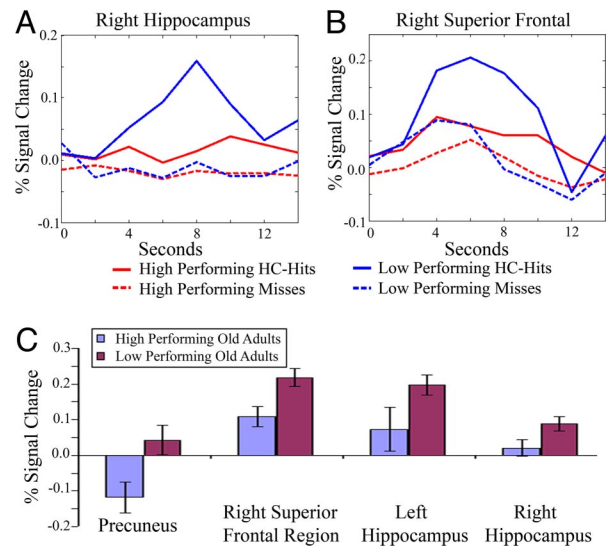 A
Right Hippocampus
% Signal Change
0.2
0.1
0.0
-0.1
0
4
8
12
Seconds
B
Right Superior Frontal
% Signal Change
0.2
0.1
0.0
-0.1
0
4
8
12
Seconds
High Performing HC-Hits
High Performing Misses
Low Performing HC-Hits
Low Performing Misses
C
High Performing Old Adults
Low Performing Old Adults
% Signal Change
0.3
0.2
0.1
0
-0.1
-0.2
Precuneus
Right Superior
Frontal Region
Left
Hippocampus
Right
Hippocampus